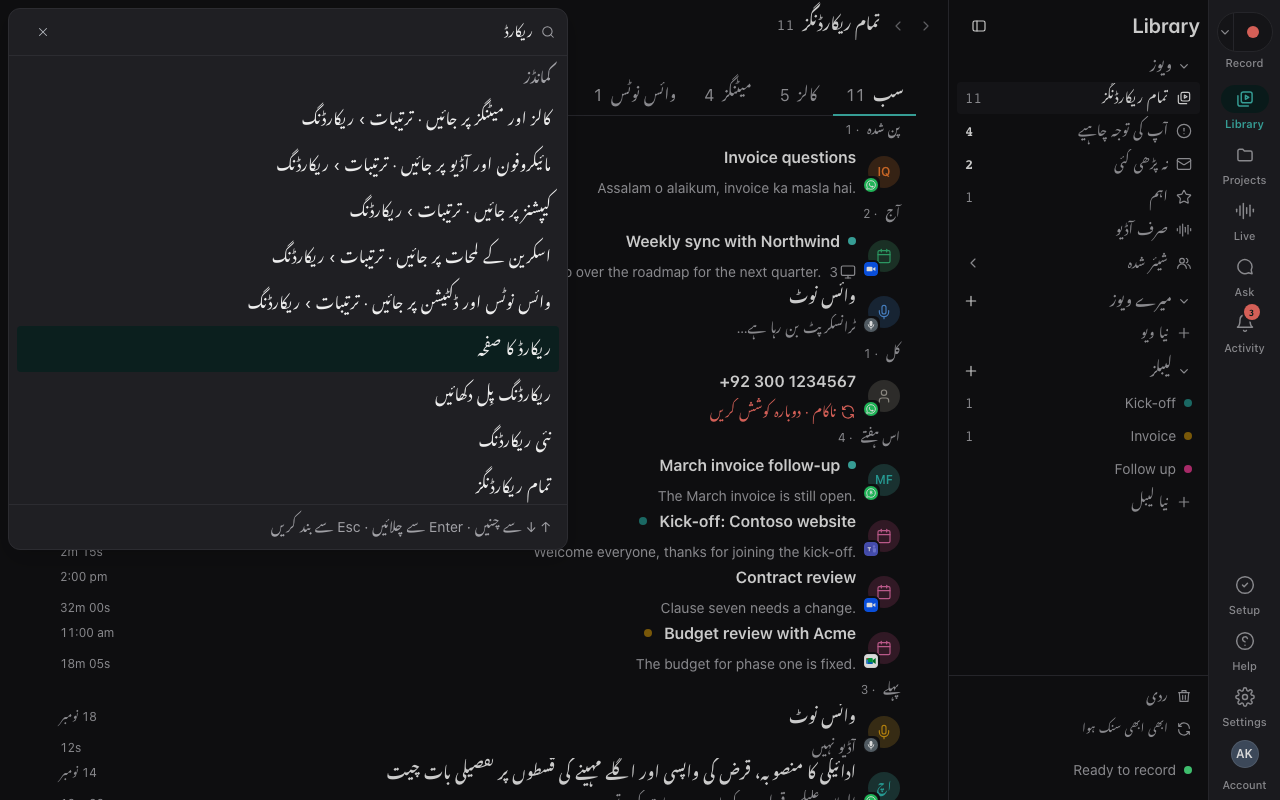 ریکارڈ
کمانڈز
کالز اور میٹنگز پر جائیں · ترتیبات › ریکارڈنگ
مائیکروفون اور آڈیو پر جائیں · ترتیبات › ریکارڈنگ
کیپشنز پر جائیں · ترتیبات › ریکارڈنگ
اسکرین کے لمحات پر جائیں · ترتیبات › ریکارڈنگ
وائس نوٹس اور ڈکٹیشن پر جائیں · ترتیبات › ریکارڈنگ
ریکارڈ کا صفحہ
ریکارڈنگ پِل دکھائیں
نئی ریکارڈنگ
تمام ریکارڈنگز
↑ ↓ سے چنیں · Enter سے چلائیں · Esc سے بند کریں
Record
Library
Projects
Live
Ask
3
Activity
Setup
Help
Settings
AK
Account
Library
ویوز
تمام ریکارڈنگز 11
آپ کی توجہ چاہیے 4
نہ پڑھی گئی 2
اہم 1
صرف آڈیو
شیئر شدہ
میرے ویوز
نیا ویو
لیبلز
Kick-off 1
Invoice 1
Follow up
نیا لیبل
ردی
ابھی ابھی سنک ہوا
Ready to record
تمام ریکارڈنگز 11
سب 11
کالز 5
میٹنگز 4
وائس نوٹس 1
پن شدہ · 1
IQ
Invoice questions
Assalam o alaikum, invoice ka masla hai.
آج · 2
Weekly sync with Northwind
o over the roadmap for the next quarter. 3
وائس نوٹ
ٹرانسکرپٹ بن رہا ہے...
کل · 1
+92 300 1234567
ناکام · دوبارہ کوشش کریں
اس ہفتے · 4
MF
March invoice follow-up
The March invoice is still open.
Kick-off: Contoso website
Welcome everyone, thanks for joining the kick-off.
2m 15s
Contract review
2:00 pm
Clause seven needs a change.
32m 00s
Budget review with Acme
11:00 am
The budget for phase one is fixed.
18m 05s
پہلے · 3
وائس نوٹ
18 نومبر
آڈیو نہیں
12s
اچ
ادائیگی کا منصوبہ، قرض کی واپسی اور اگلے مہینے کی قسطوں پر تفصیلی بات چیت
14 نومبر